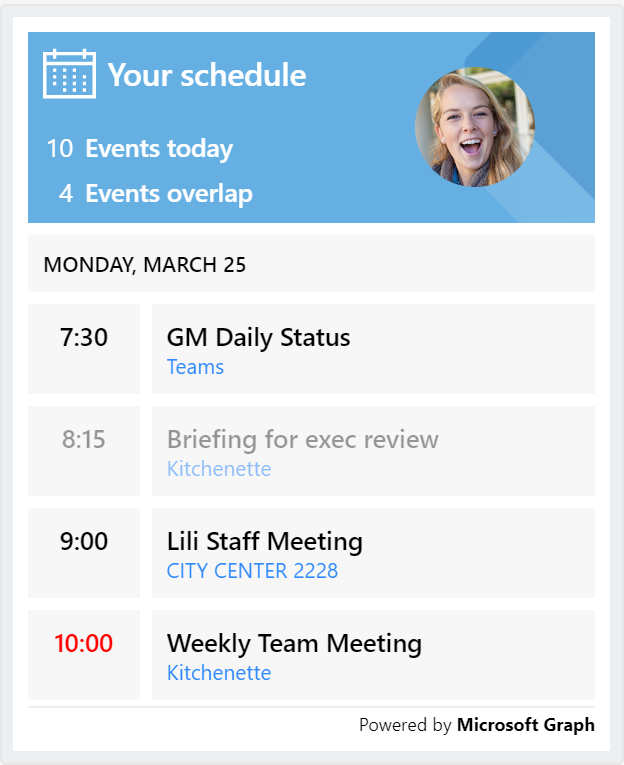 Your schedule
10 Events today
4 Events overlap
MONDAY, MARCH 25
7:30
GM Daily Status
Teams
8:15
Briefing for exec review
Kitchenette
9:00
Lili Staff Meeting
CITY CENTER 2228
10:00
Weekly Team Meeting
Kitchenette
Powered by Microsoft Graph